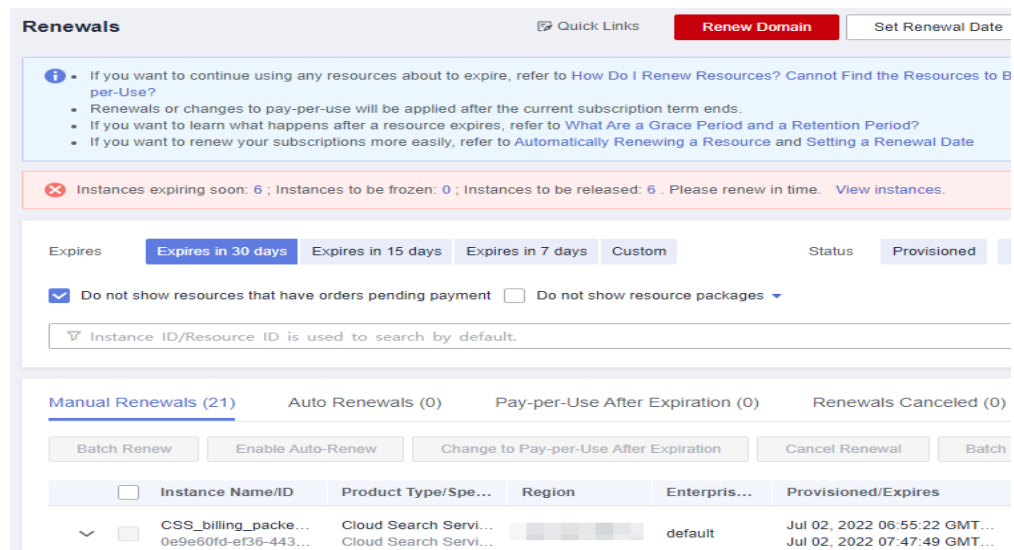 Renewals
Quick Links
Renew Domain
Set Renewal Date
If you want to continue using any resources about to expire, refer to How Do I Renew Resources? Cannot Find the Resources to B
per-Use?
Renewals or changes to pay-per-use will be applied after the current subscription term ends.
If you want to learn what happens after a resource expires, refer to What Are a Grace Period and a Retention Period?
If you want to renew your subscriptions more easily, refer to Automatically Renewing a Resource and Setting a Renewal Date
Instances expiring soon: 6 ; Instances to be frozen: 0 ; Instances to be released: 6 . Please renew in time. View instances.
Expires
Expires in 30 days
Expires in 15 days
Expires in 7 days
Custom
Status
Provisioned
Do not show resources that have orders pending payment
Do not show resource packages
Instance ID/Resource ID is used to search by default.
Manual Renewals (21)
Auto Renewals (0)
Pay-per-Use After Expiration (0)
Renewals Canceled (0)
Batch Renew
Enable Auto-Renew
Change to Pay-per-Use After Expiration
Cancel Renewal
Batch
Instance Name/ID
Product Type/Spe...
Region
Enterpris...
Provisioned/Expires
CSS_billing_packe...
0e9e60fd-ef36-443...
Cloud Search Servi...
Cloud Search Servi...
default
Jul 02, 2022 06:55:22 GMT...
Jul 02, 2022 07:47:49 GMT...